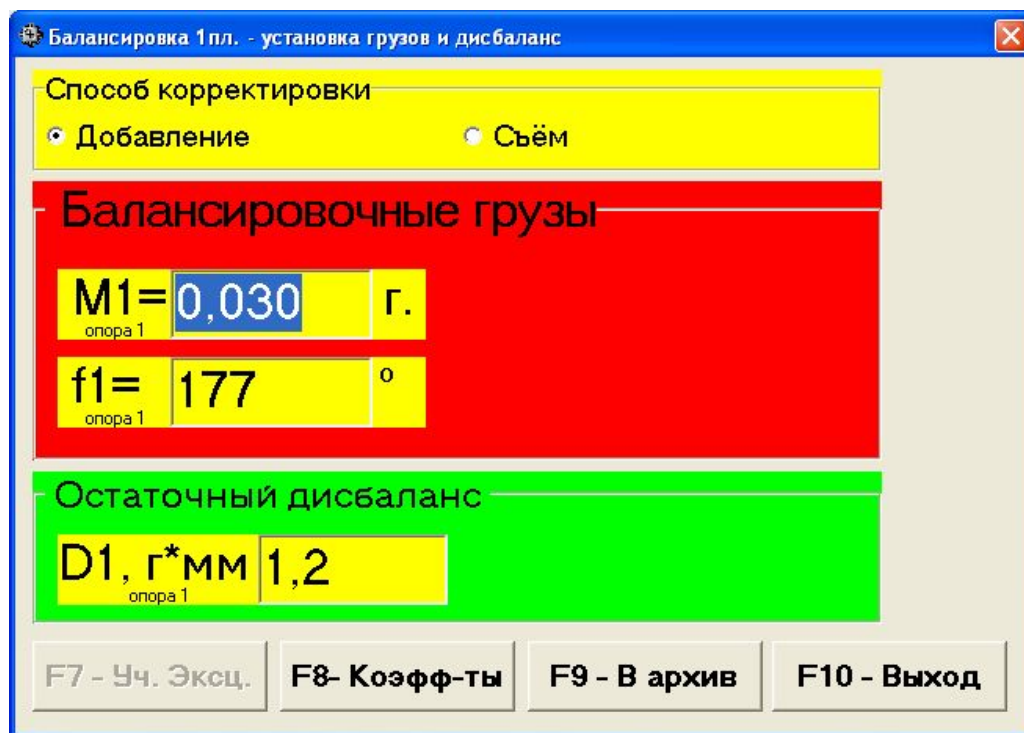 Балансировка 1пл. - установка грузов и дисбаланс
Способ корректировки
Добавление Съём
Балансировочные грузы
M1= 0,030 г.
опора 1
f1= 177 º
опора 1
Остаточный дисбаланс
D1, г*мм 1,2
опора 1
F7 - Уч. Эксц. F8- Коэфф-ты F9 - В архив F10 - Выход